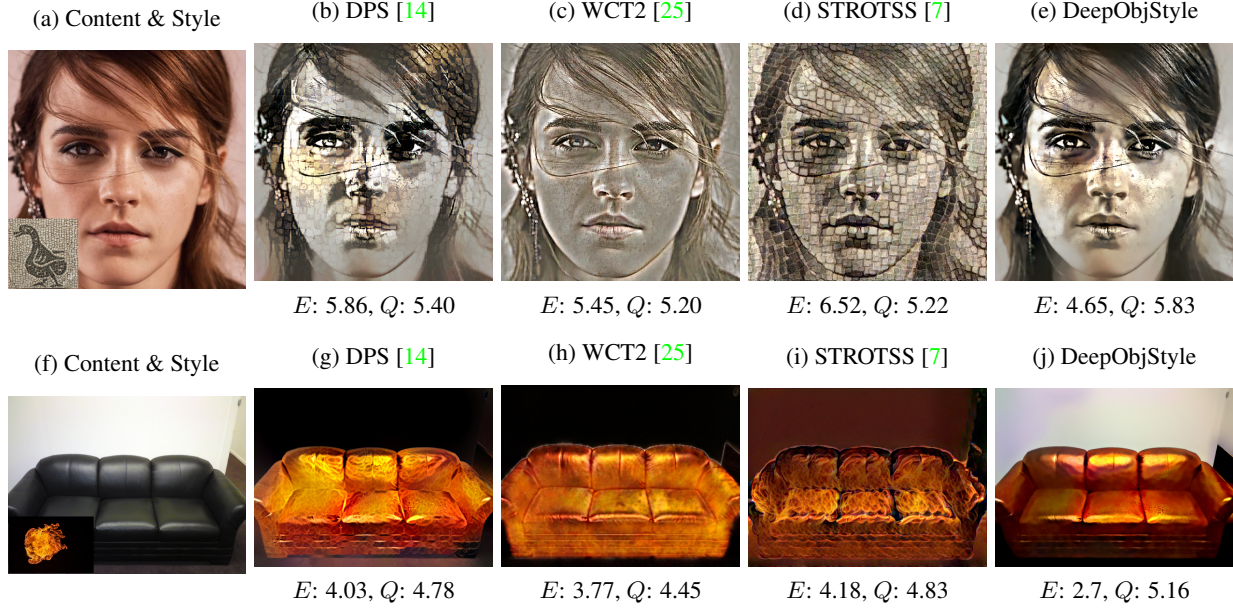 (a) Content & Style
(b) DPS [14]
(c) WCT2 [25]
(d) STROTSS [7]
(e) DeepObjStyle
E: 5.86, Q: 5.40
E: 5.45, Q: 5.20
E: 6.52, Q: 5.22
E: 4.65, Q: 5.83
(f) Content & Style
(g) DPS [14]
(h) WCT2 [25]
(i) STROTSS [7]
(j) DeepObjStyle
E: 4.03, Q: 4.78
E: 3.77, Q: 4.45
E: 4.18, Q: 4.83
E: 2.7, Q: 5.16